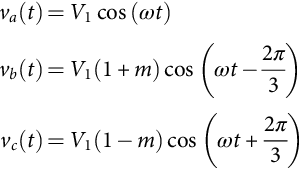 v_a(t) = V_1 cos (ωt)
v_b(t) = V_1(1 + m) cos (ωt − 2π/3)
v_c(t) = V_1(1 − m) cos (ωt + 2π/3)